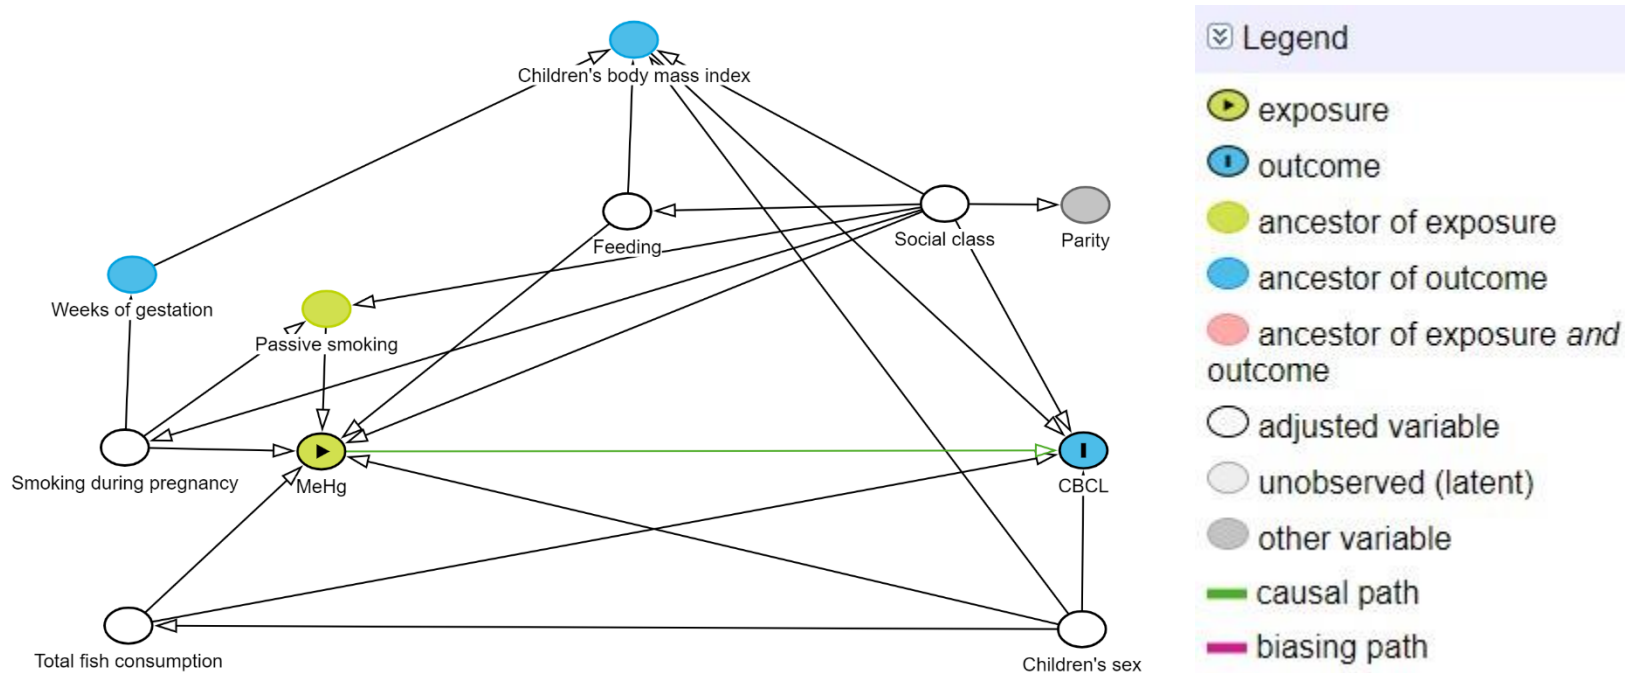 Children's body mass index
Feeding
Social class
Parity
Weeks of gestation
Passive smoking
Smoking during pregnancy
MeHg
CBCL
Total fish consumption
Children's sex
Legend
exposure
outcome
ancestor of exposure
ancestor of outcome
ancestor of exposure and
outcome
adjusted variable
unobserved (latent)
other variable
causal path
biasing path